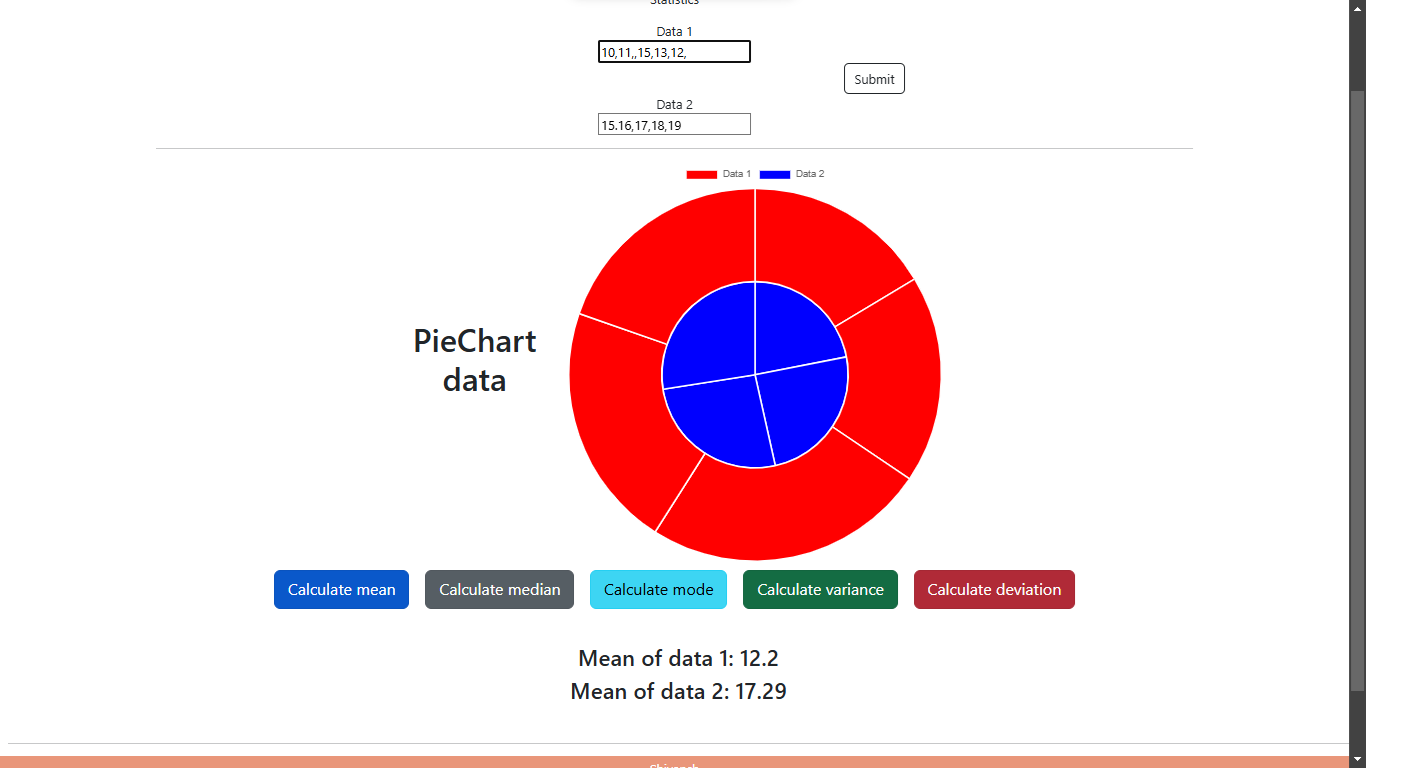 Statistics
Data 1
10,11,,15,13,12,
Submit
Data 2
15.16,17,18,19
Data 1 Data 2
PieChart
data
Calculate mean Calculate median Calculate mode Calculate variance Calculate deviation
Mean of data 1: 12.2
Mean of data 2: 17.29